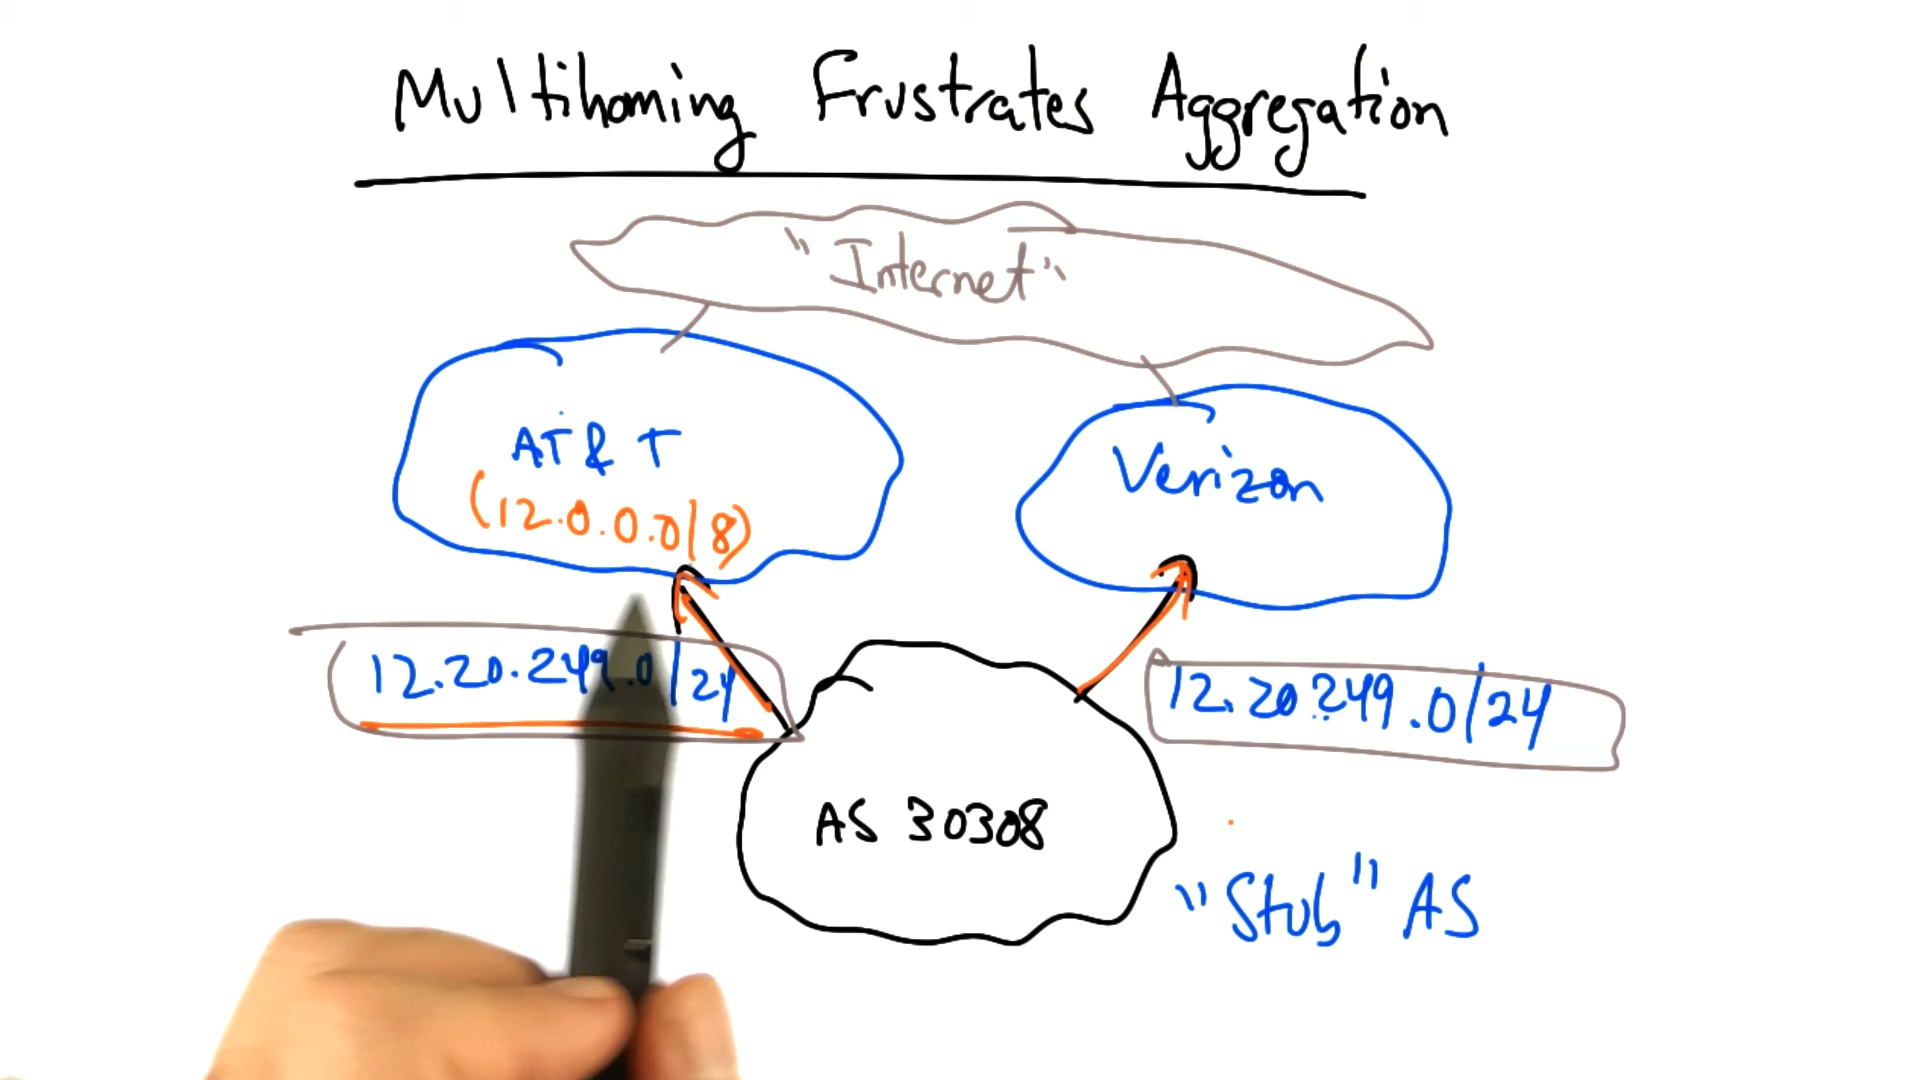 Multihoming Frustrates Aggregation
"Internet"
AT&T
(12.0.0.0/8)
Verizon
12.20.249.0/24
12.20.249.0/24
AS 30308
"Stub" AS